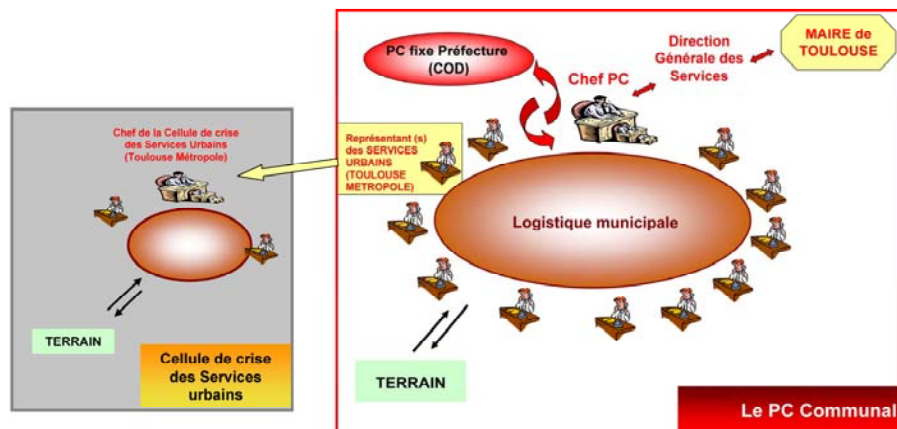 Chef de la Cellule de crise
des Services Urbains
(Toulouse Métropole)
TERRAIN
Cellule de crise
des Services
urbains
PC fixe Préfecture
(COD)
Chef PC
Direction
Générale des
Services
MAIRE de
TOULOUSE
Représentant (s)
des SERVICES
URBAINS
(TOULOUSE
METROPOLE)
Logistique municipale
TERRAIN
Le PC Communal